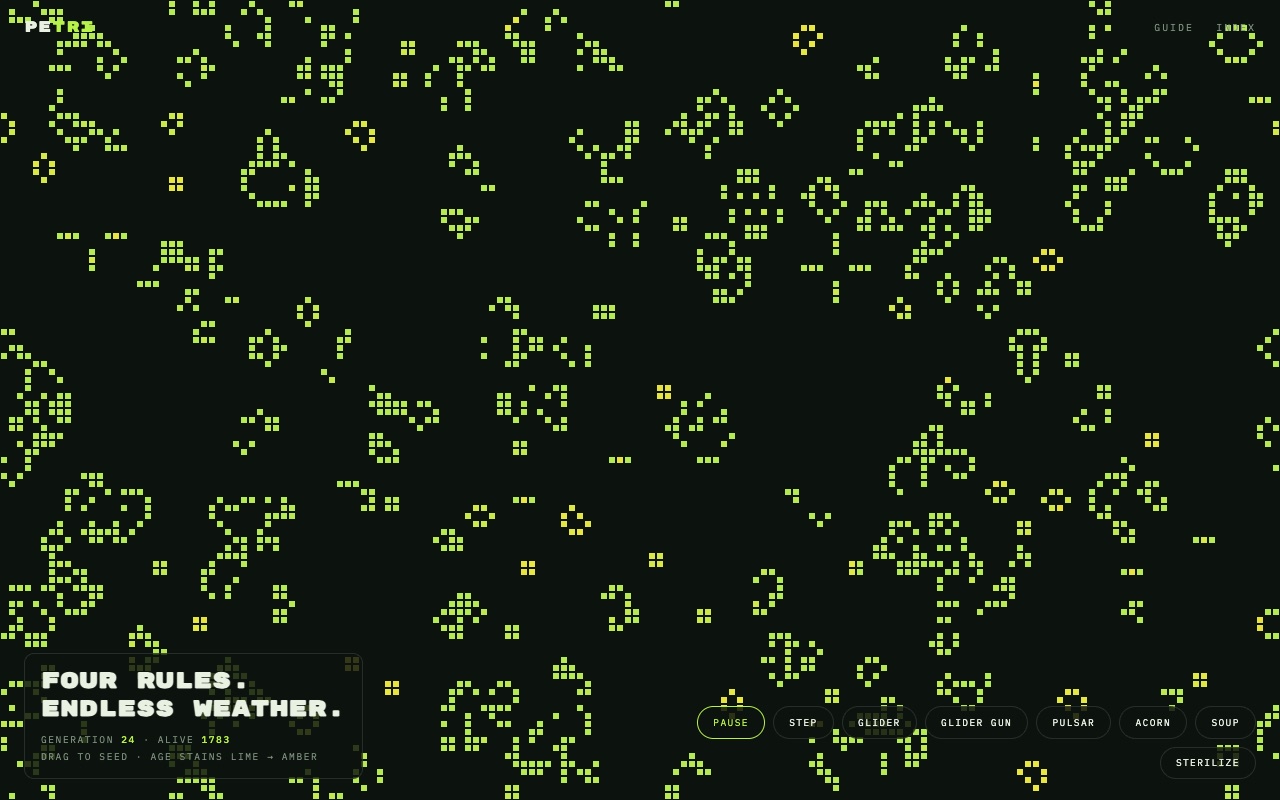 PETRI
GUIDE INDEX
FOUR RULES.
ENDLESS WEATHER.
GENERATION 24 · ALIVE 1783
DRAG TO SEED · AGE STAINS LIME → AMBER
PAUSE STEP GLIDER GLIDER GUN PULSAR ACORN SOUP
STERILIZE